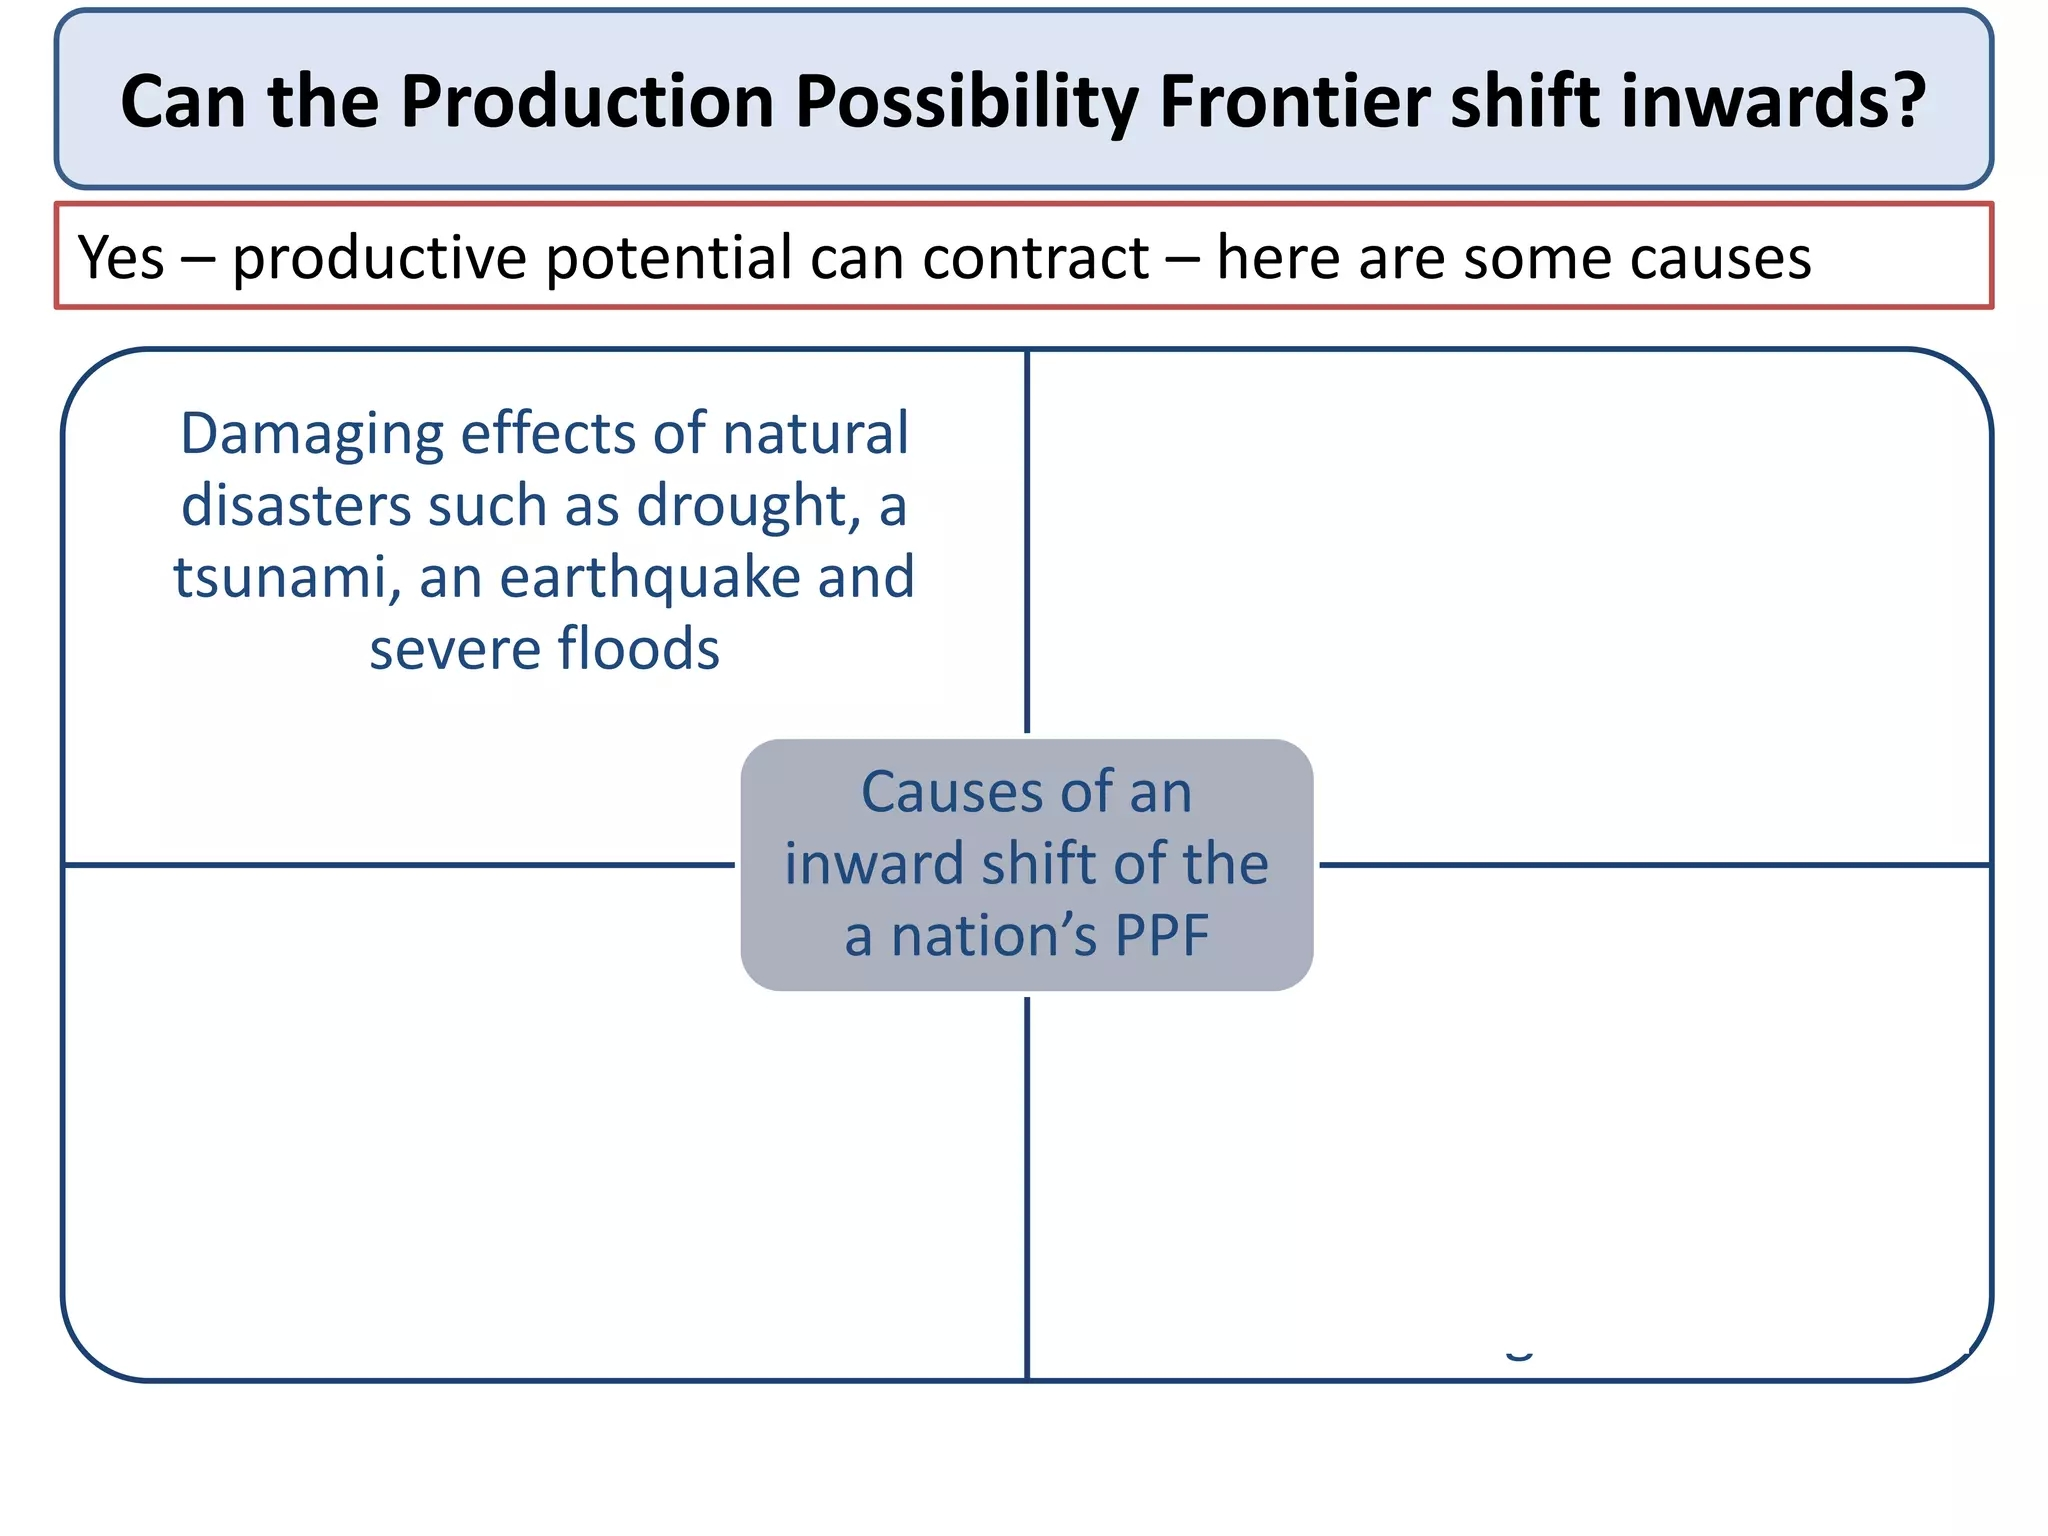 Can the Production Possibility Frontier shift inwards?
Yes – productive potential can contract – here are some causes
Damaging effects of natural
disasters such as drought, a
tsunami, an earthquake and
severe floods
Causes of an
inward shift of the
a nation’s PPF